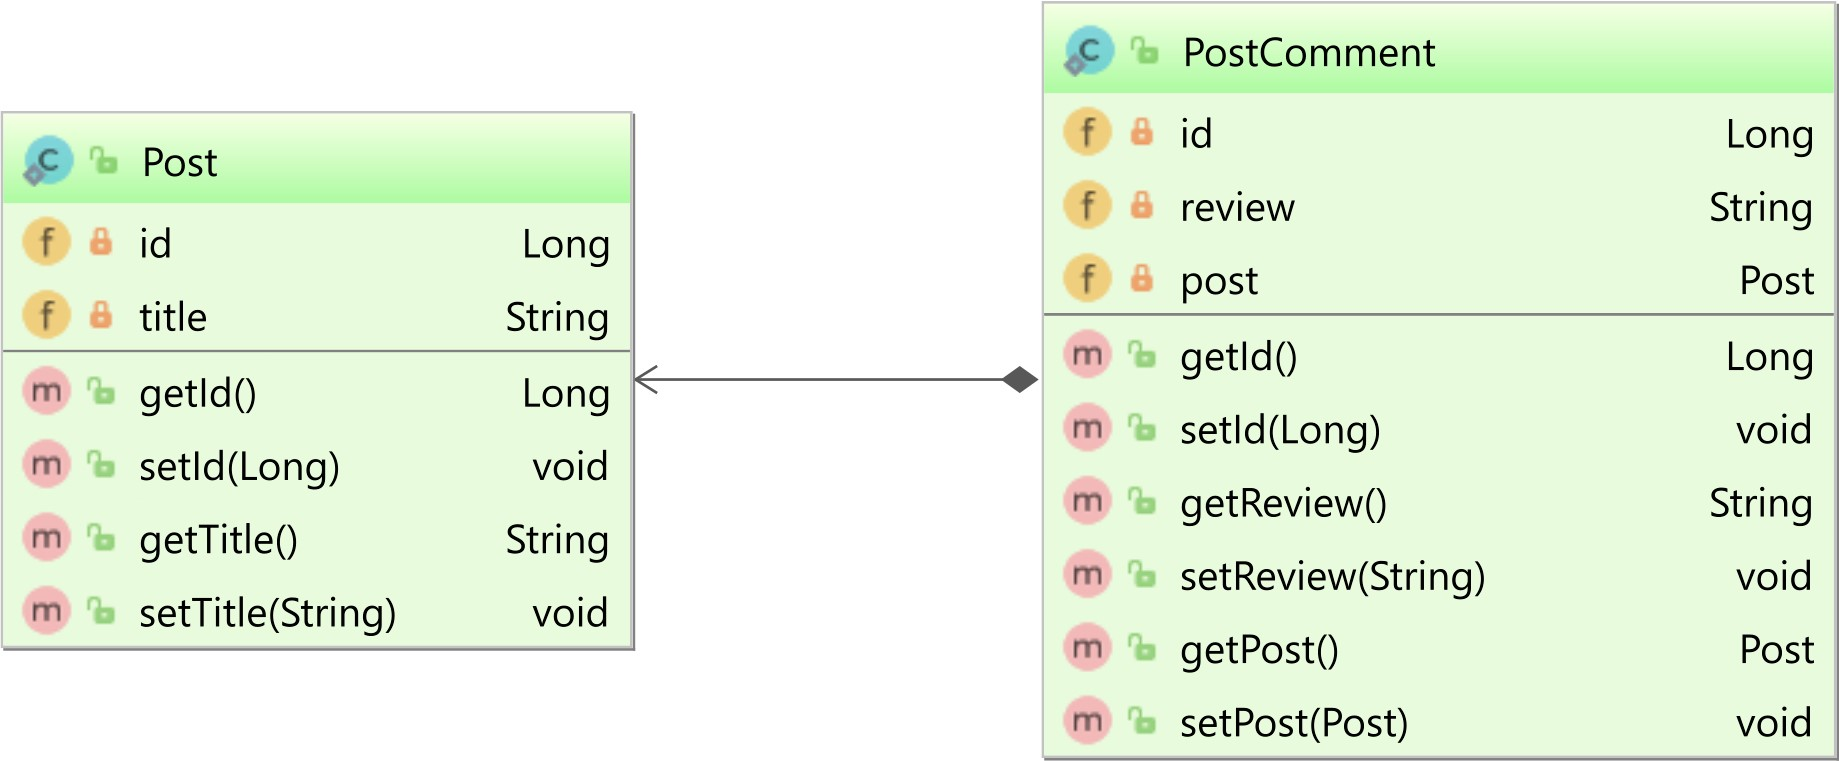 C Post
f id Long
f title String
m getId() Long
m setId(Long) void
m getTitle() String
m setTitle(String) void
C PostComment
f id Long
f review String
f post Post
m getId() Long
m setId(Long) void
m getReview() String
m setReview(String) void
m getPost() Post
m setPost(Post) void